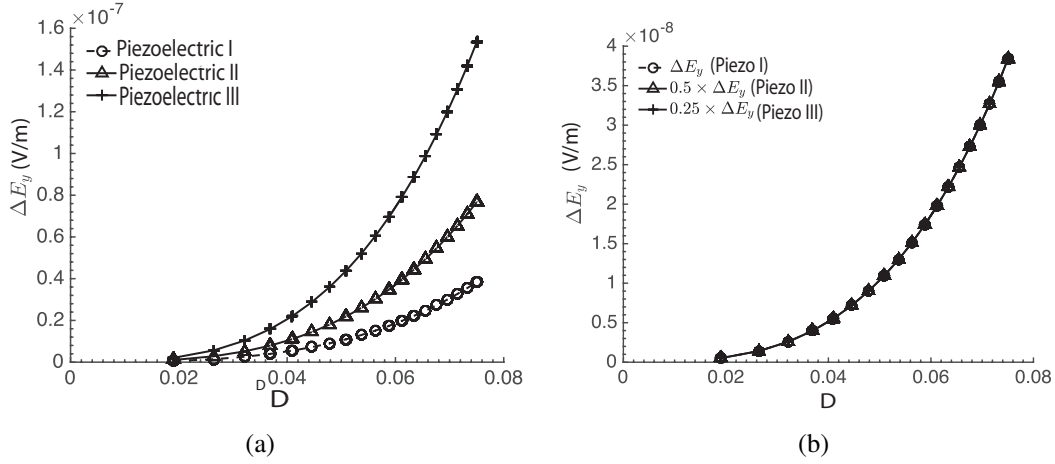 ×10⁻⁷
1.6
1.4
1.2
1
0.8
0.6
0.4
0.2
0
ΔE_y (V/m)
Piezoelectric I
Piezoelectric II
Piezoelectric III
0 0.02 0.04 0.06 0.08
D
D
(a)
×10⁻⁸
4
3.5
3
2.5
2
1.5
1
0.5
0
ΔE_y (V/m)
ΔE_y (Piezo I)
0.5 × ΔE_y (Piezo II)
0.25 × ΔE_y (Piezo III)
0 0.02 0.04 0.06 0.08
D
(b)